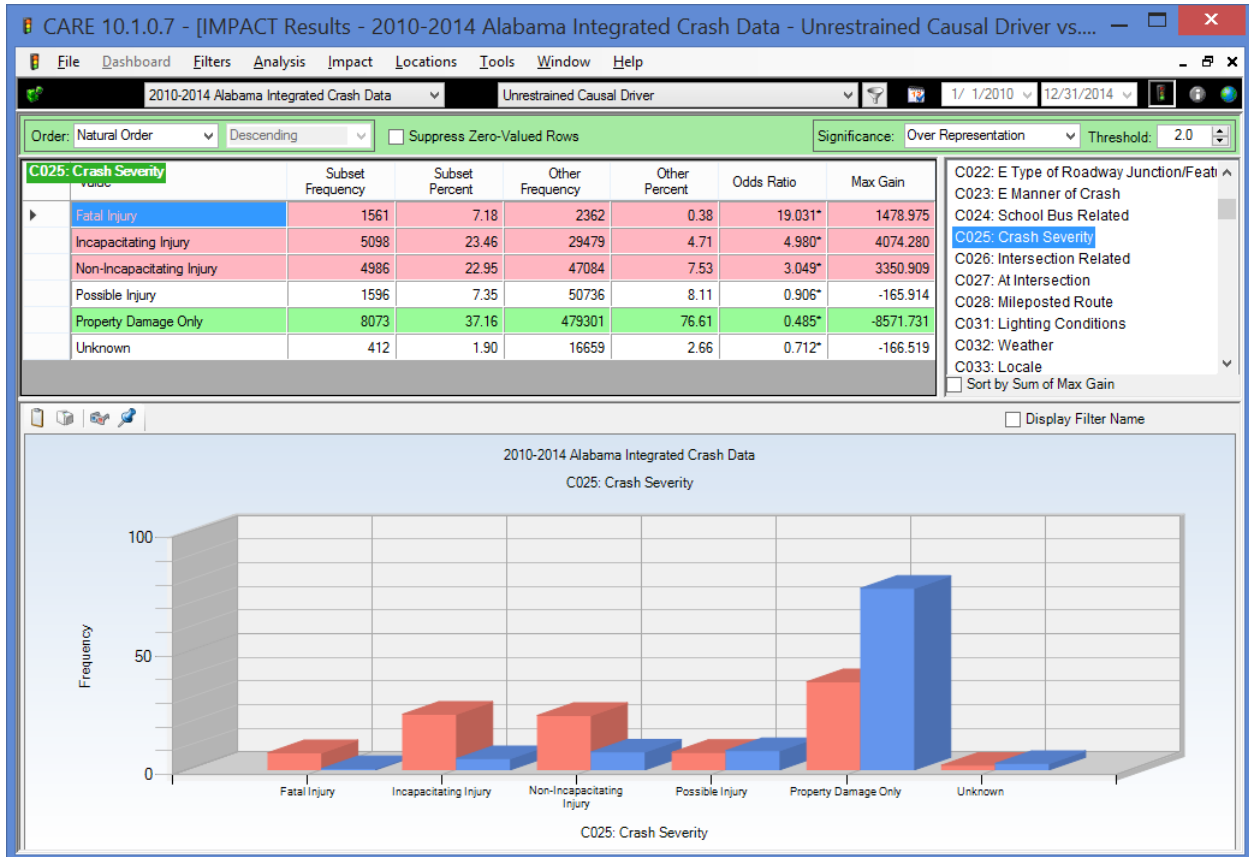 CARE 10.1.0.7 - [IMPACT Results - 2010-2014 Alabama Integrated Crash Data - Unrestrained Causal Driver vs....
File Dashboard Filters Analysis Impact Locations Tools Window Help
2010-2014 Alabama Integrated Crash Data Unrestrained Causal Driver 1/ 1/2010 12/31/2014
Order: Natural Order Descending Suppress Zero-Valued Rows Significance: Over Representation Threshold: 2.0
C025: Crash Severity
Subset Frequency Subset Percent Other Frequency Other Percent Odds Ratio Max Gain
Fatal Injury 1561 7.18 2362 0.38 19.031* 1478.975
Incapacitating Injury 5098 23.46 29479 4.71 4.980* 4074.280
Non-Incapacitating Injury 4986 22.95 47084 7.53 3.049* 3350.909
Possible Injury 1596 7.35 50736 8.11 0.906* -165.914
Property Damage Only 8073 37.16 479301 76.61 0.485* -8571.731
Unknown 412 1.90 16659 2.66 0.712* -166.519
C022: E Type of Roadway Junction/Featu
C023: E Manner of Crash
C024: School Bus Related
C025: Crash Severity
C026: Intersection Related
C027: At Intersection
C028: Mileposted Route
C031: Lighting Conditions
C032: Weather
C033: Locale
Sort by Sum of Max Gain
Display Filter Name
2010-2014 Alabama Integrated Crash Data
C025: Crash Severity
100
50
0
Frequency
Fatal Injury Incapacitating Injury Non-Incapacitating Possible Injury Property Damage Only Unknown
Injury
C025: Crash Severity